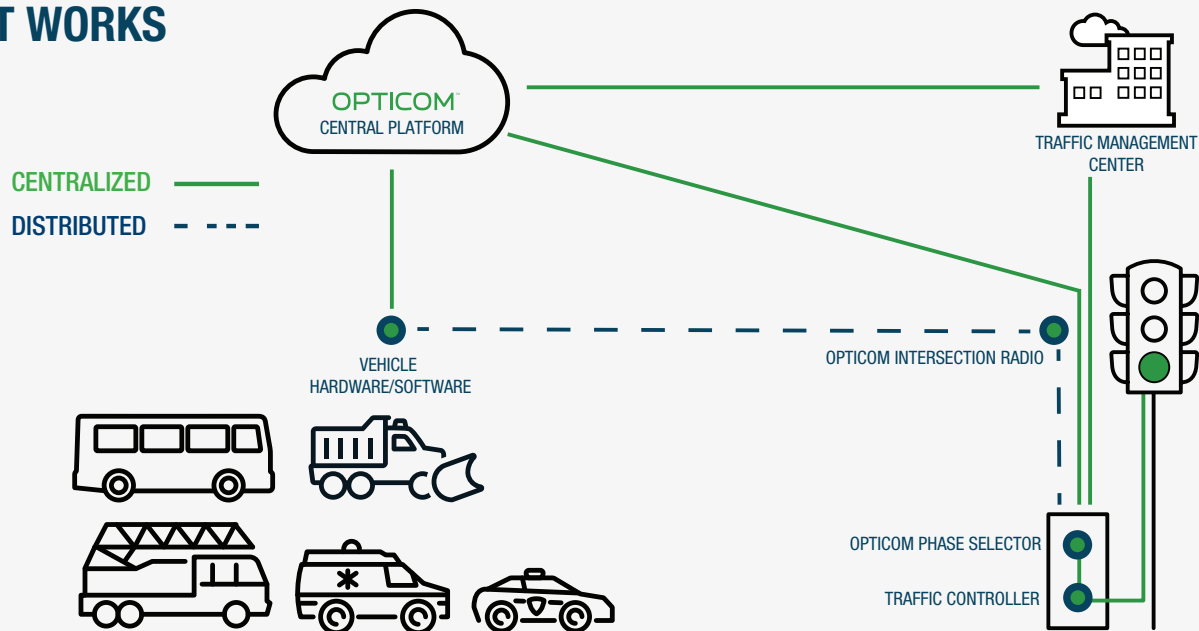 T WORKS
OPTICOM™
CENTRAL PLATFORM
TRAFFIC MANAGEMENT
CENTER
CENTRALIZED
DISTRIBUTED
VEHICLE
HARDWARE/SOFTWARE
OPTICOM INTERSECTION RADIO
OPTICOM PHASE SELECTOR
TRAFFIC CONTROLLER